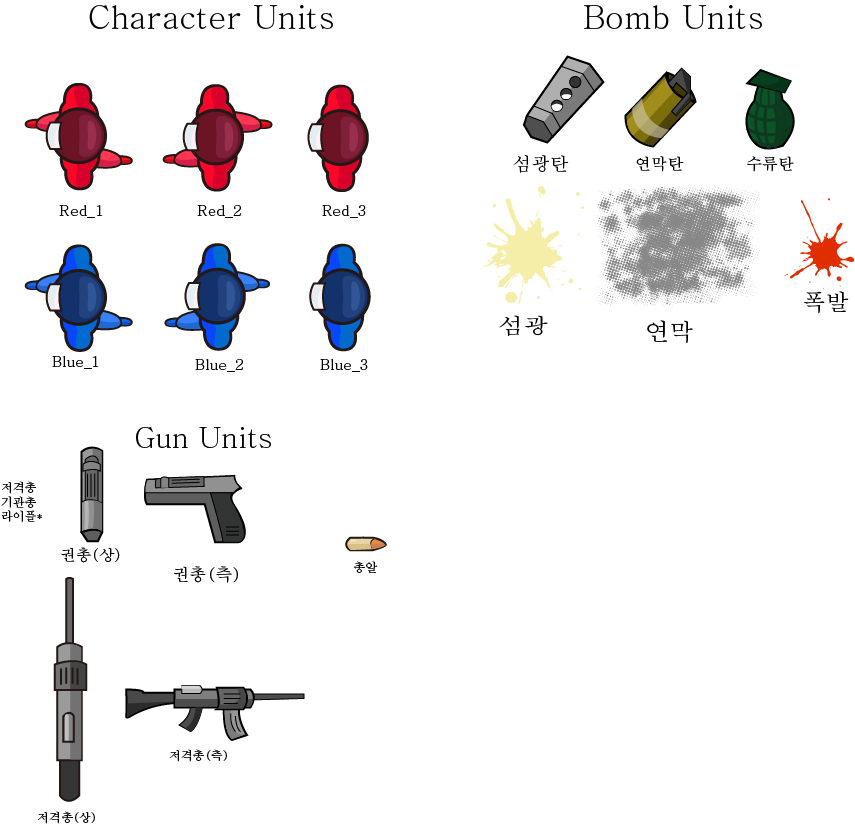 Character Units
Bomb Units
섬광탄
연막탄
수류탄
Red_1
Red_2
Red_3
섬광
연막
폭발
Blue_1
Blue_2
Blue_3
Gun Units
저격총
기관총
라이플*
권총(상)
권총(측)
총알
저격총(측)
저격총(상)